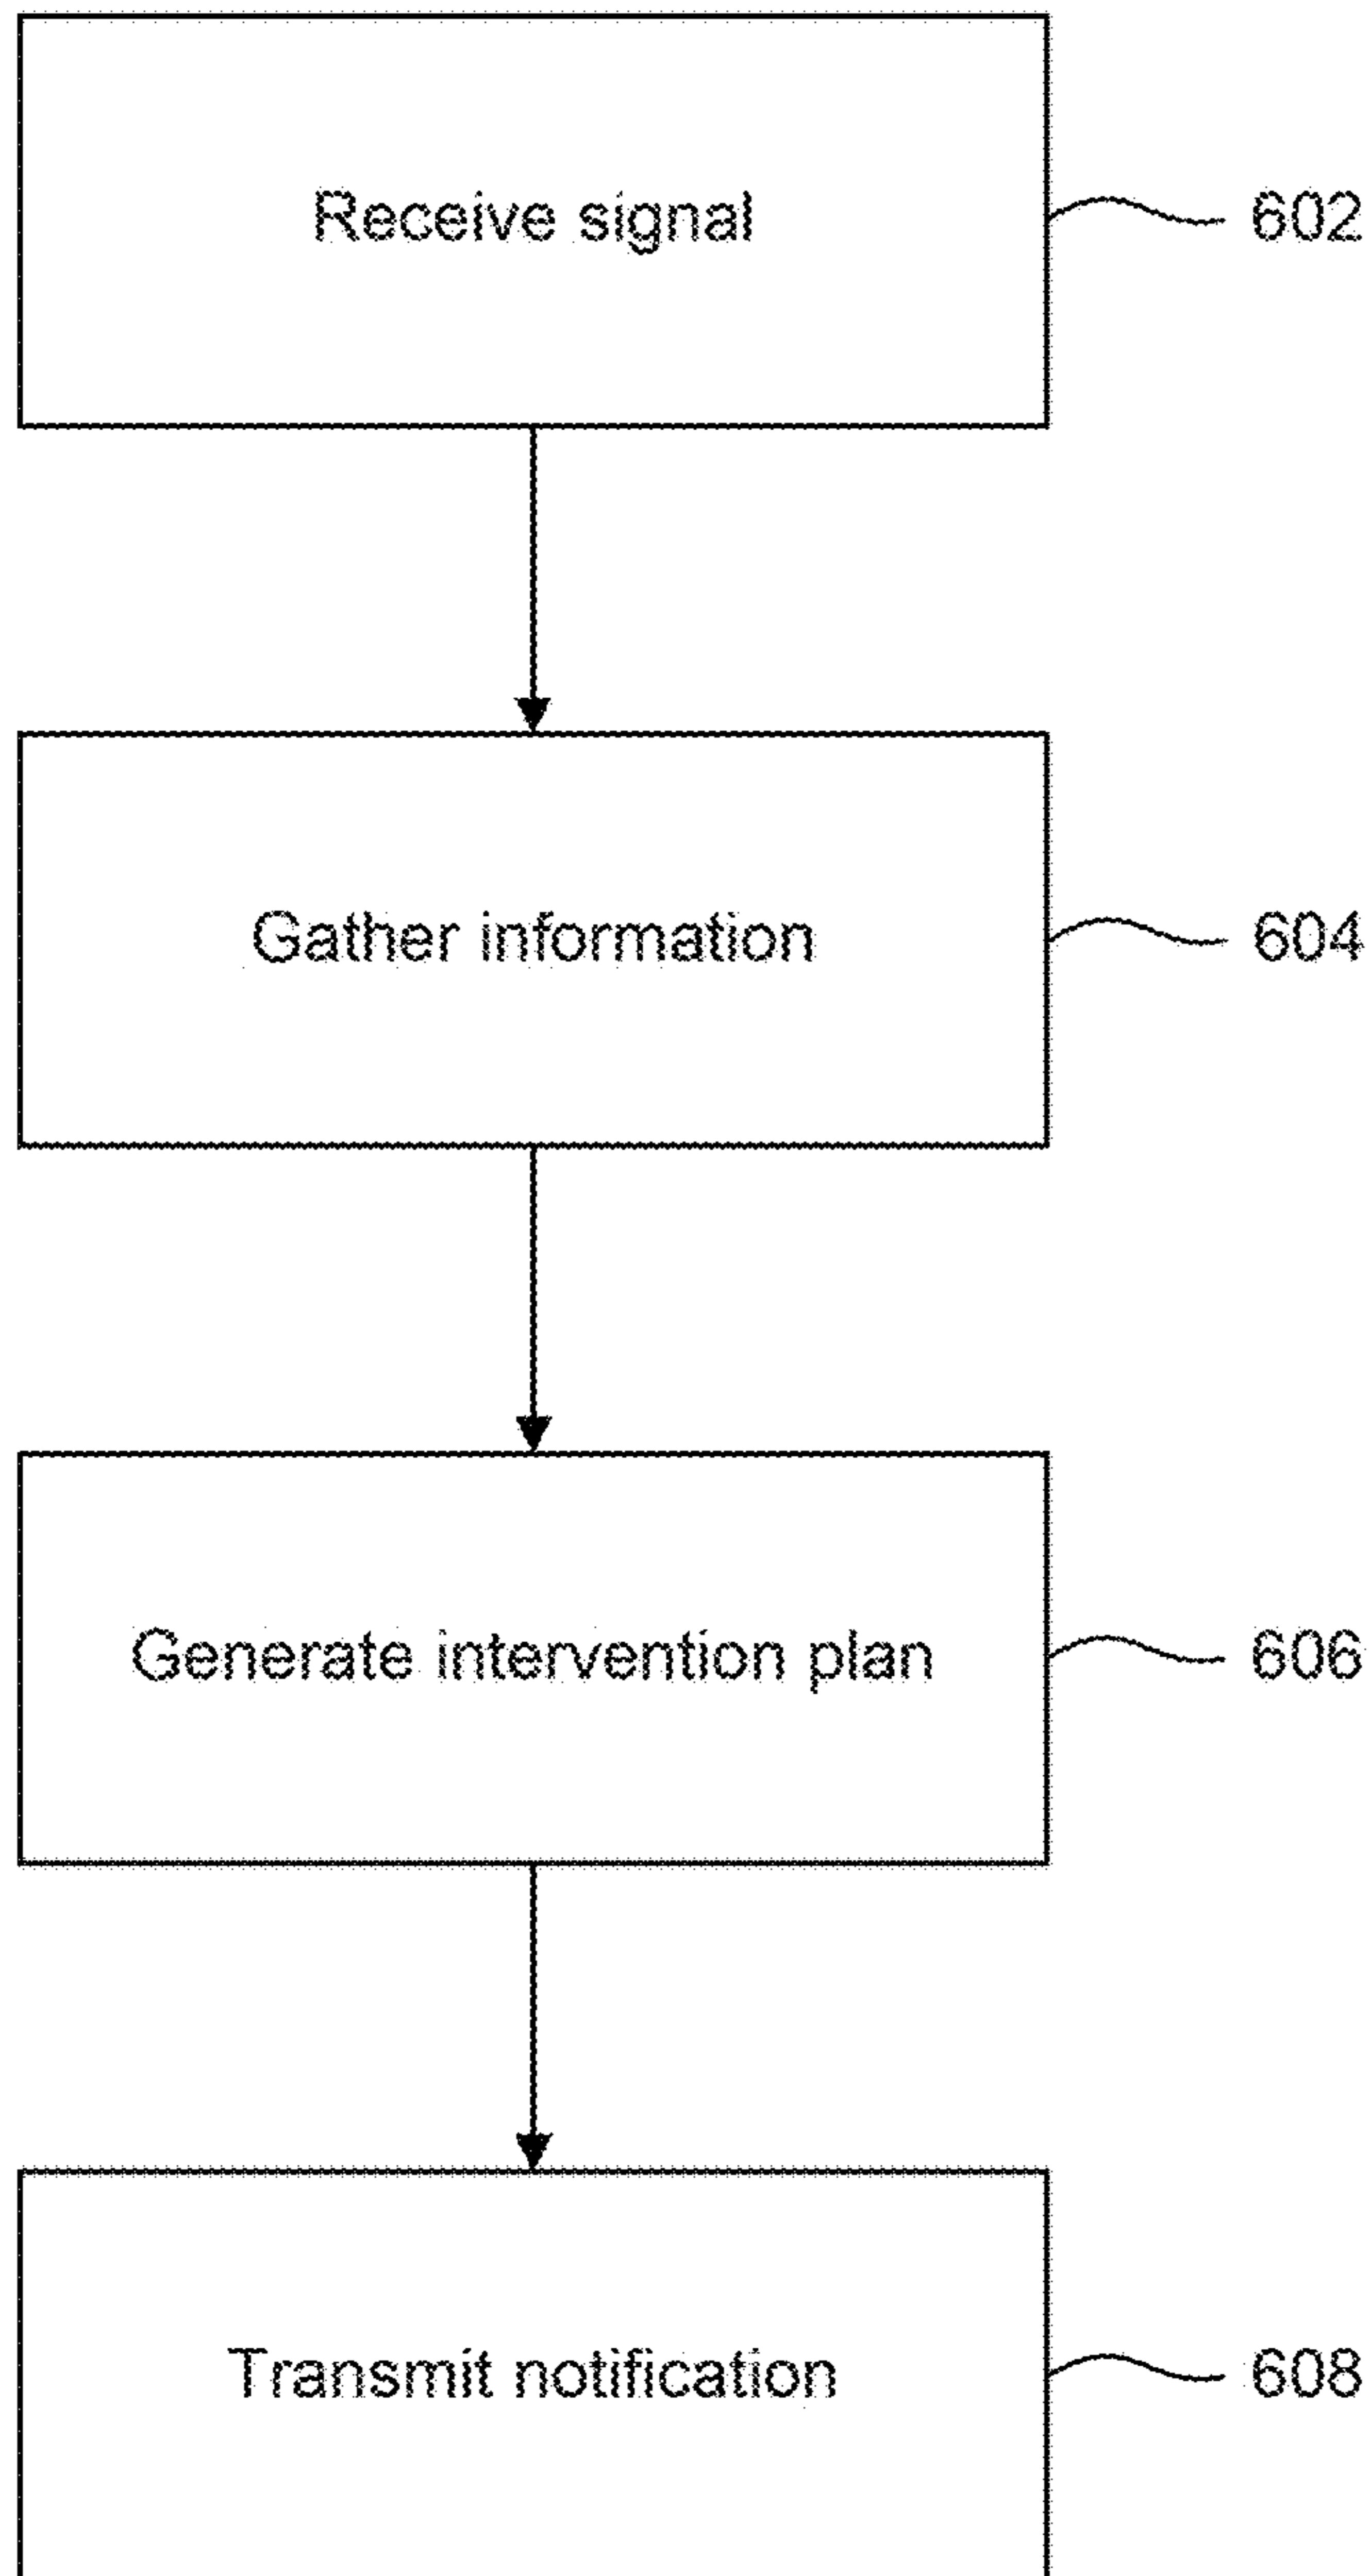 Receive signal
602
Gather information
604
Generate intervention plan
606
Transmit notification
608